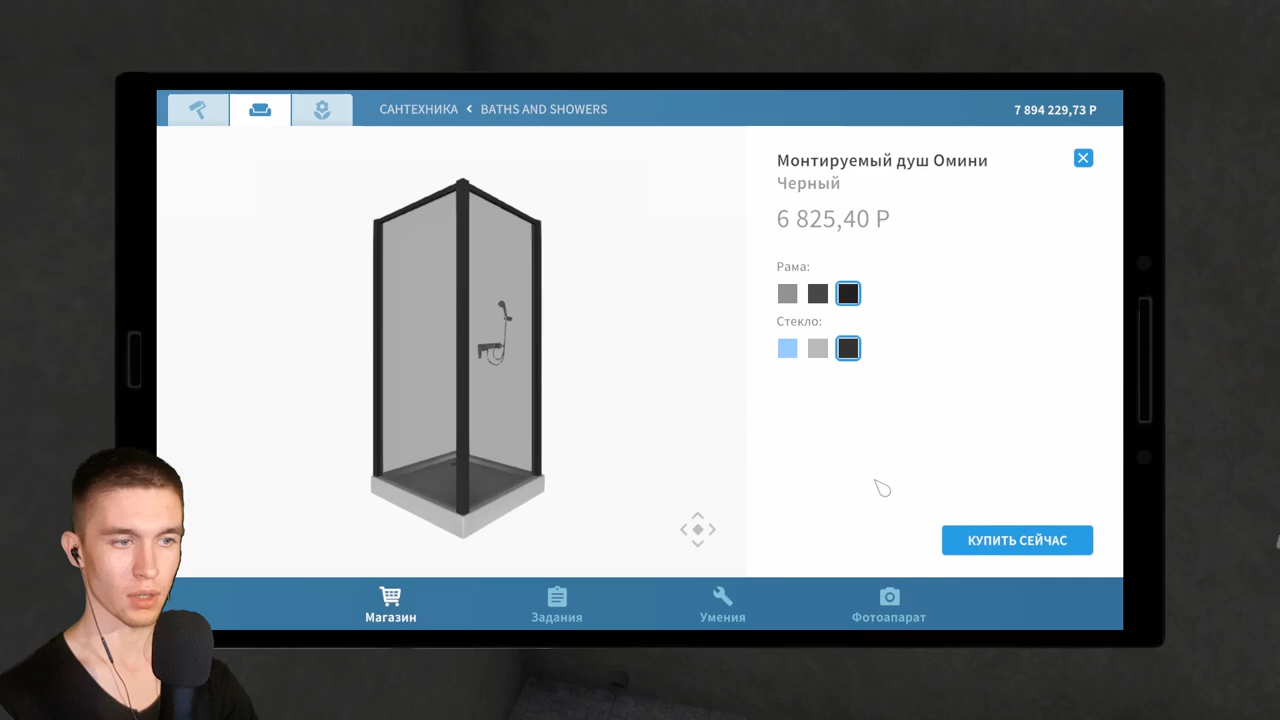 САНТЕХНИКА < BATHS AND SHOWERS
7 894 229,73 Р
Монтируемый душ Омини
Черный
6 825,40 Р
Рама:
Стекло:
КУПИТЬ СЕЙЧАС
Магазин
Задания
Умения
Фотоапарат